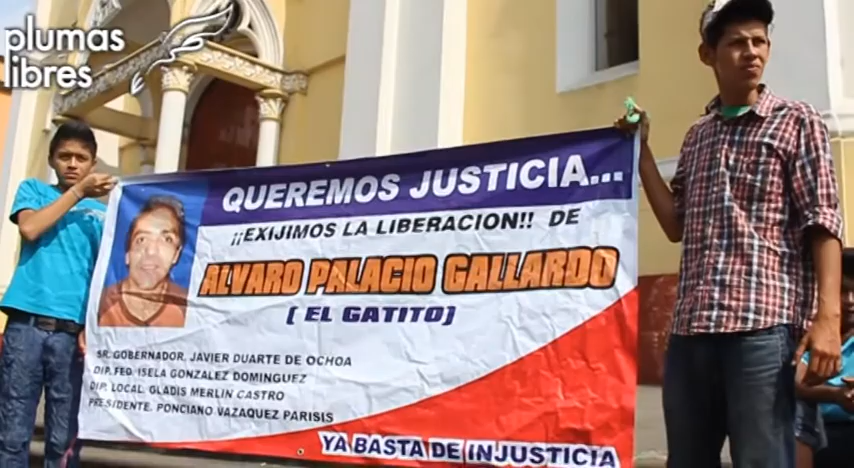 plumas
libres
QUEREMOS JUSTICIA...
¡¡EXIJIMOS LA LIBERACION!! DE
ALVARO PALACIO GALLARDO
(EL GATITO)
SR. GOBERNADOR. JAVIER DUARTE DE OCHOA
DIP. FED. ISELA GONZALEZ DOMINGUEZ
DIP. LOCAL. GLADIS MERLIN CASTRO
PRESIDENTE. PONCIANO VAZAQUEZ PARISIS
YA BASTA DE INJUSTICIA